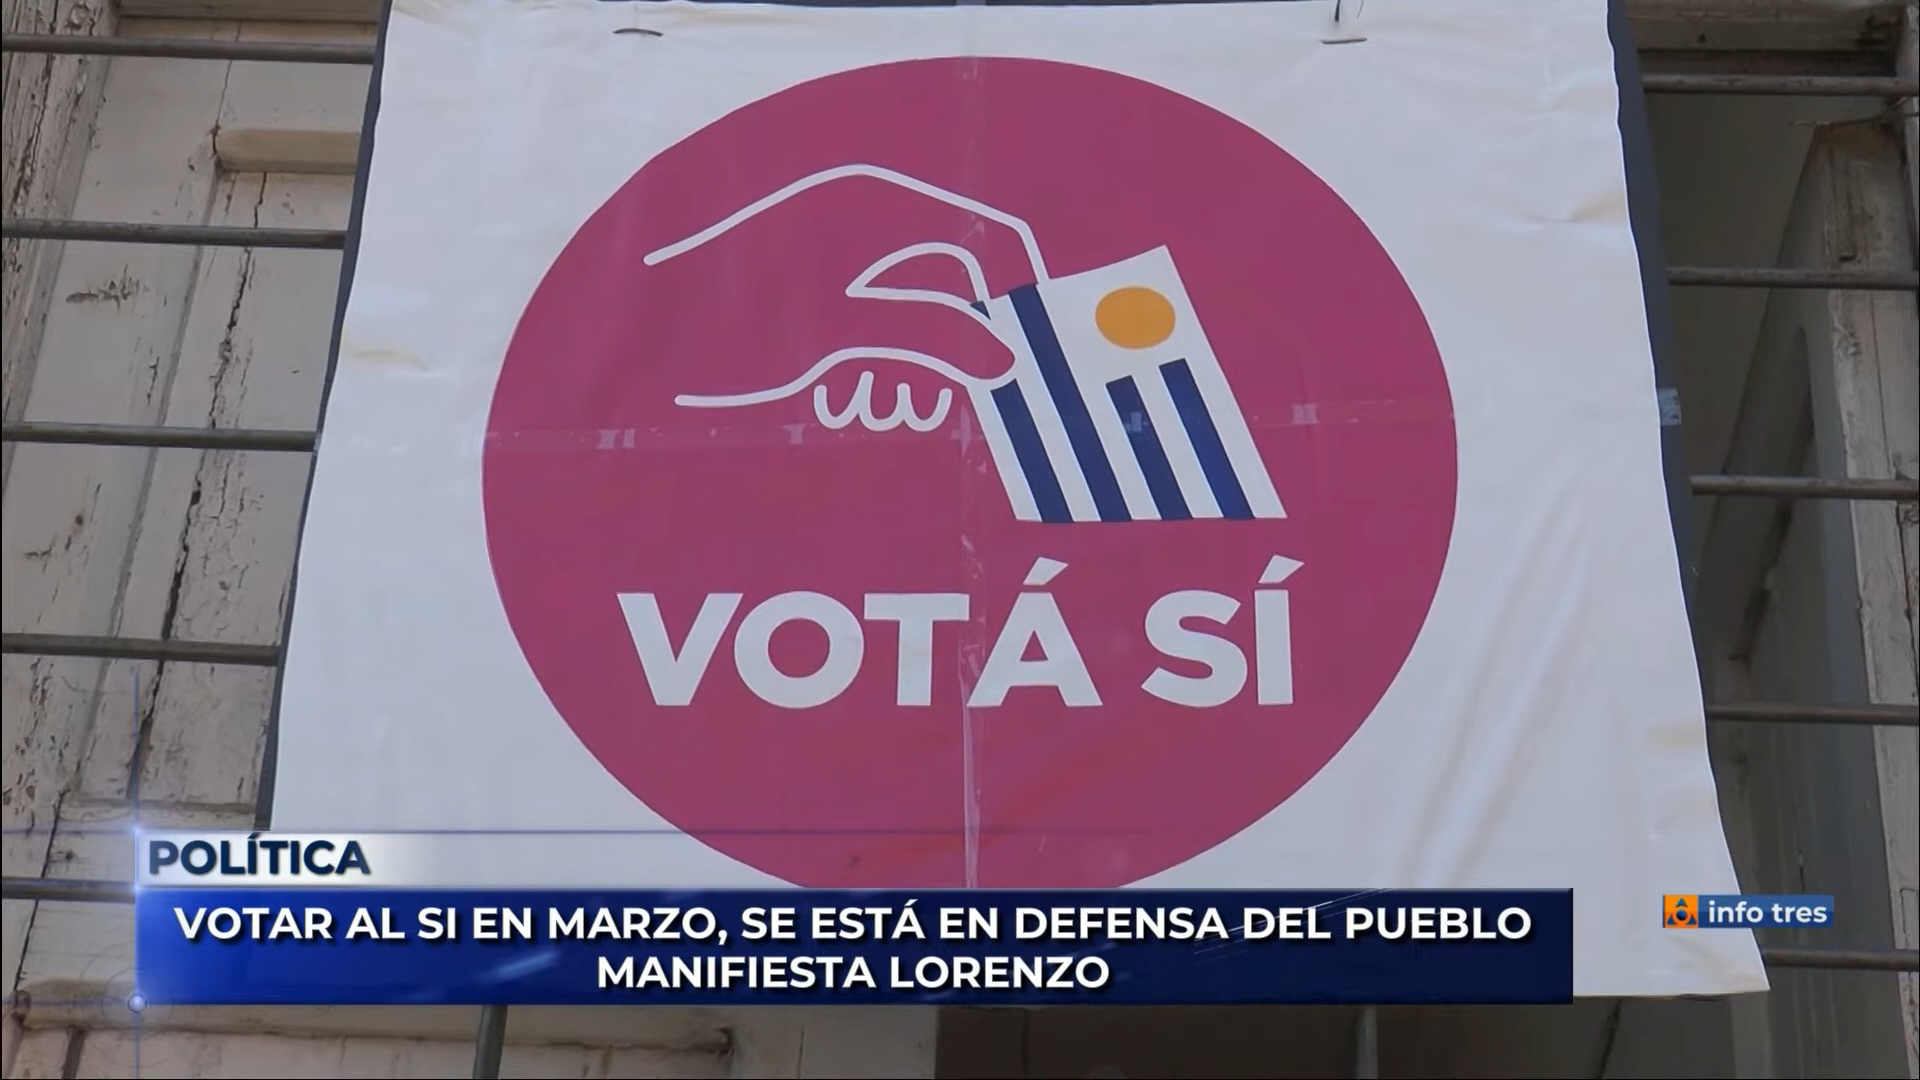 VOTÁ SÍ
POLÍTICA
VOTAR AL SI EN MARZO, SE ESTÁ EN DEFENSA DEL PUEBLO
MANIFIESTA LORENZO
info tres